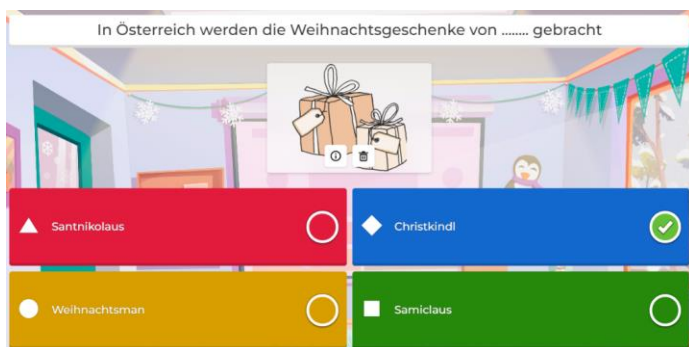 In Österreich werden die Weihnachtsgeschenke von ........ gebracht
Santnikolaus
Christkindl
Weihnachtsman
Samiclaus